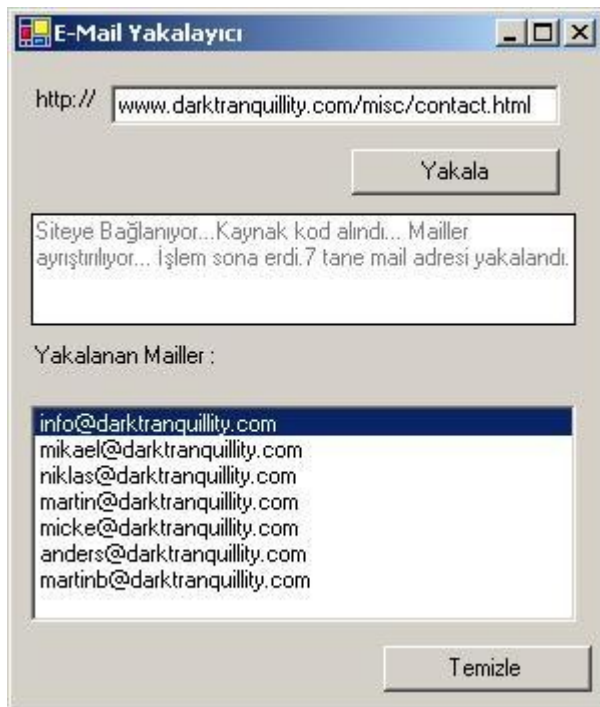 E-Mail Yakalayıcı
http:// www.darktranquillity.com/misc/contact.html
Yakala
Siteye Bağlanıyor...Kaynak kod alındı... Mailler
ayrıştırılıyor... İşlem sona erdi.7 tane mail adresi yakalandı.
Yakalanan Mailler :
info@darktranquillity.com
mikael@darktranquillity.com
niklas@darktranquillity.com
martin@darktranquillity.com
micke@darktranquillity.com
anders@darktranquillity.com
martinb@darktranquillity.com
Temizle